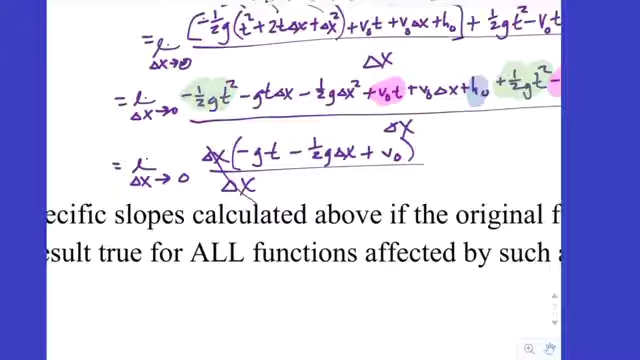 = lim Δx→0 [-½g(t²+2tΔx+Δx²)+v₀t+v₀Δx+h₀]+½gt²-v₀t / Δx
= lim Δx→0 -½gt²-gtΔx-½gΔx²+v₀t+v₀Δx+h₀+½gt²- / Δx
= lim Δx→0 Δx(-gt-½gΔx+v₀) / Δx
ecific slopes calculated above if the original f
esult true for ALL functions affected by such a